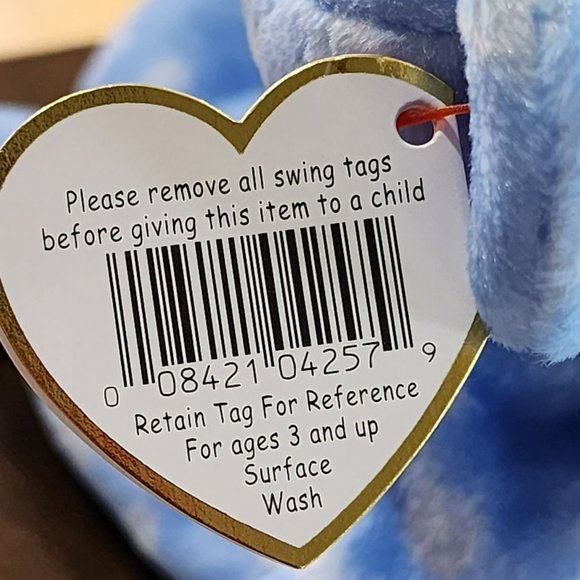 Please remove all swing tags
before giving this item to a child
0 08421 04257 9
Retain Tag For Reference
For ages 3 and up
Surface
Wash